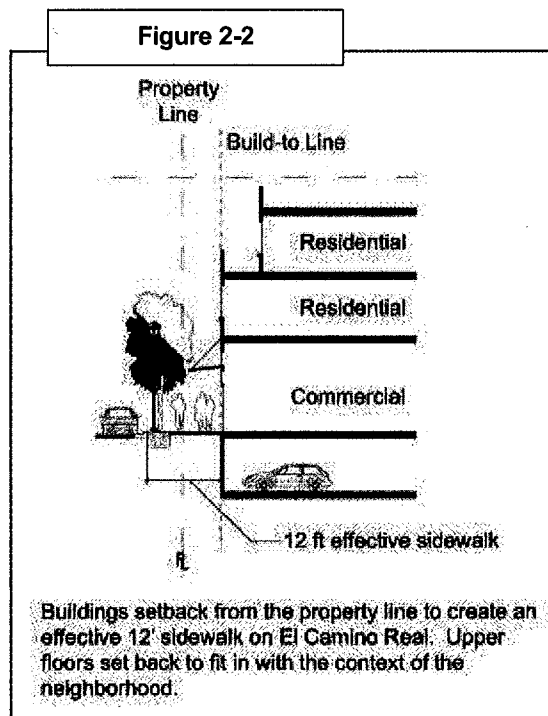 Figure 2-2
Property
Line
Build-to Line
Residential
Residential
Commercial
12 ft effective sidewalk
Buildings setback from the property line to create an
effective 12' sidewalk on El Camino Real. Upper
floors set back to fit in with the context of the
neighborhood.